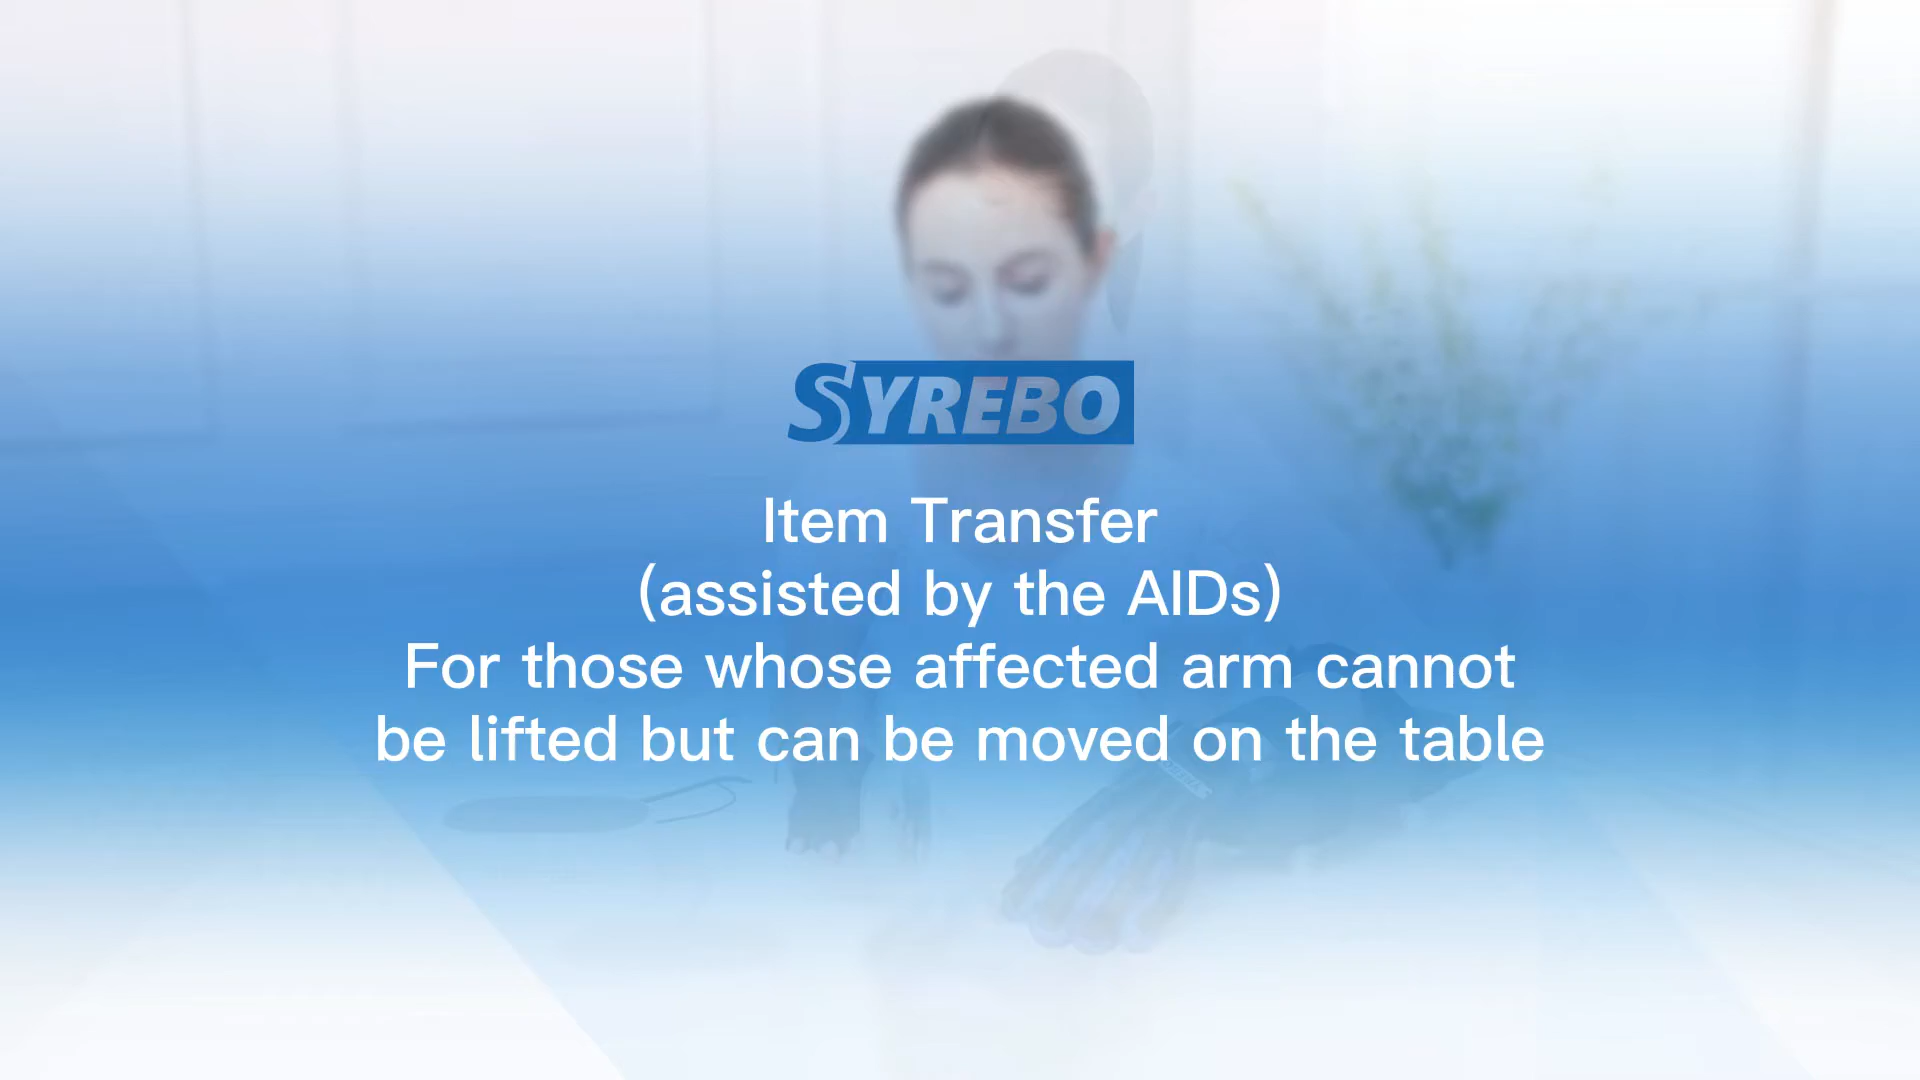 SYREBO
Item Transfer
(assisted by the AIDs)
For those whose affected arm cannot
be lifted but can be moved on the table